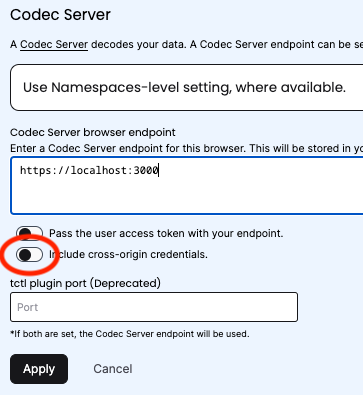 Codec Server
A Codec Server decodes your data. A Codec Server endpoint can be se
Use Namespaces-level setting, where available.
Codec Server browser endpoint
Enter a Codec Server endpoint for this browser. This will be stored in yo
https://localhost:3000
Pass the user access token with your endpoint.
Include cross-origin credentials.
tctl plugin port (Deprecated)
Port
*If both are set, the Codec Server endpoint will be used.
Apply
Cancel